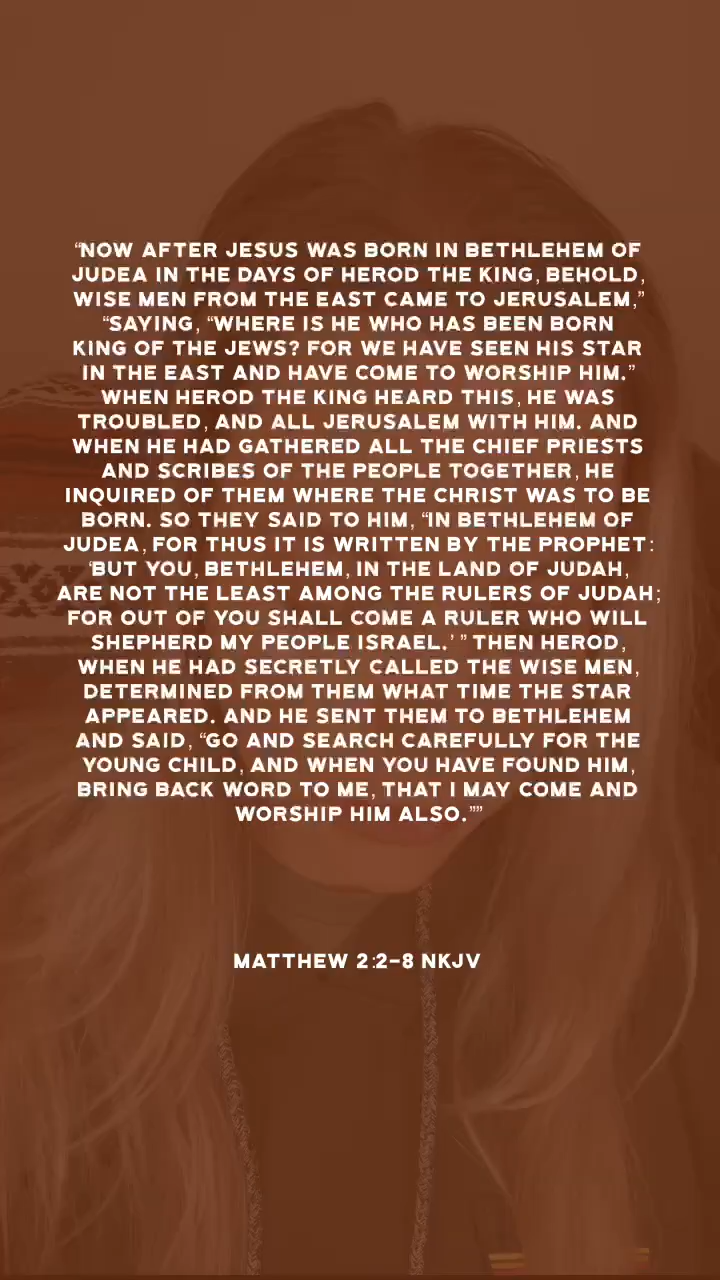 “NOW AFTER JESUS WAS BORN IN BETHLEHEM OF
JUDEA IN THE DAYS OF HEROD THE KING, BEHOLD,
WISE MEN FROM THE EAST CAME TO JERUSALEM,”
“SAYING, “WHERE IS HE WHO HAS BEEN BORN
KING OF THE JEWS? FOR WE HAVE SEEN HIS STAR
IN THE EAST AND HAVE COME TO WORSHIP HIM.”
WHEN HEROD THE KING HEARD THIS, HE WAS
TROUBLED, AND ALL JERUSALEM WITH HIM. AND
WHEN HE HAD GATHERED ALL THE CHIEF PRIESTS
AND SCRIBES OF THE PEOPLE TOGETHER, HE
INQUIRED OF THEM WHERE THE CHRIST WAS TO BE
BORN. SO THEY SAID TO HIM, “IN BETHLEHEM OF
JUDEA, FOR THUS IT IS WRITTEN BY THE PROPHET:
‘BUT YOU, BETHLEHEM, IN THE LAND OF JUDAH,
ARE NOT THE LEAST AMONG THE RULERS OF JUDAH;
FOR OUT OF YOU SHALL COME A RULER WHO WILL
SHEPHERD MY PEOPLE ISRAEL.’ ” THEN HEROD,
WHEN HE HAD SECRETLY CALLED THE WISE MEN,
DETERMINED FROM THEM WHAT TIME THE STAR
APPEARED. AND HE SENT THEM TO BETHLEHEM
AND SAID, “GO AND SEARCH CAREFULLY FOR THE
YOUNG CHILD, AND WHEN YOU HAVE FOUND HIM,
BRING BACK WORD TO ME, THAT I MAY COME AND
WORSHIP HIM ALSO.””
MATTHEW 2:2-8 NKJV